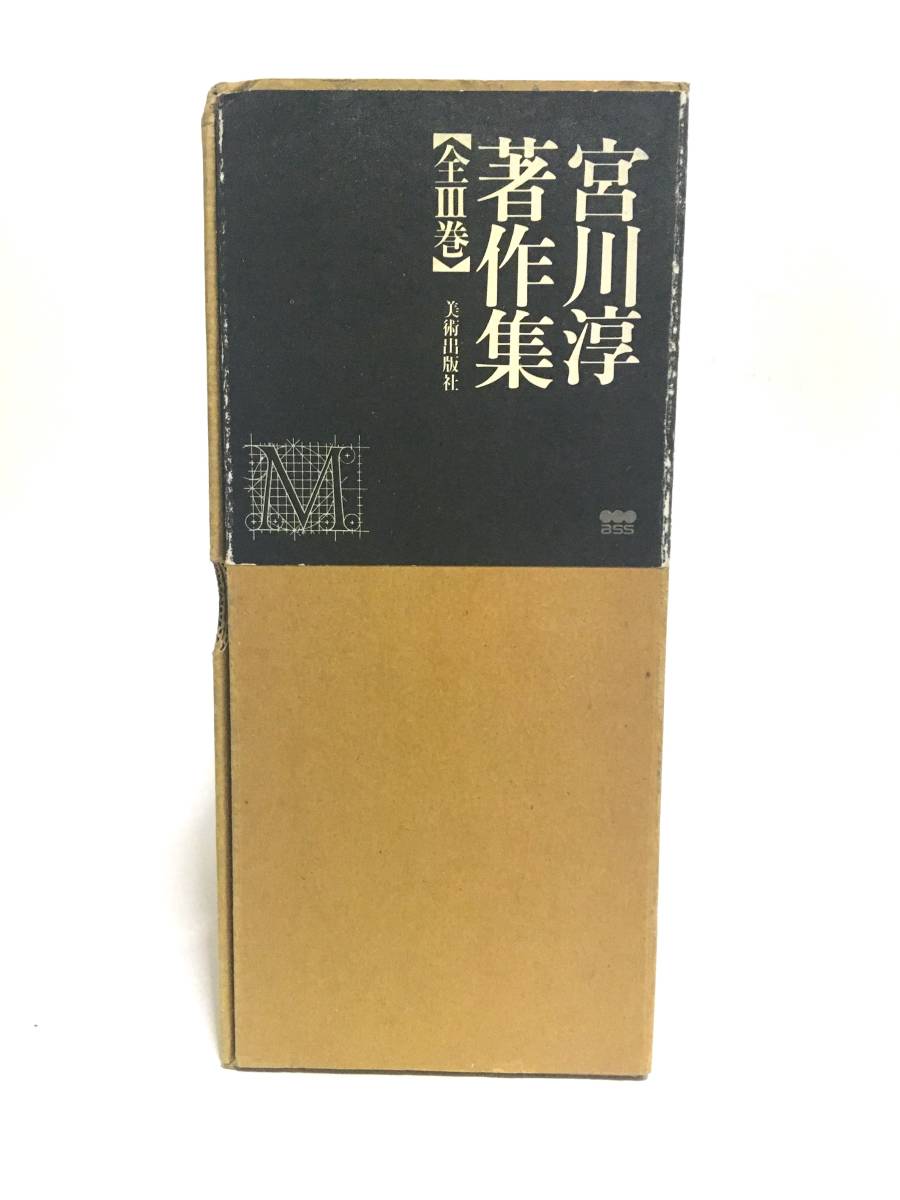 宮川淳
著作集
【全III巻】
美術出版社
M
ass